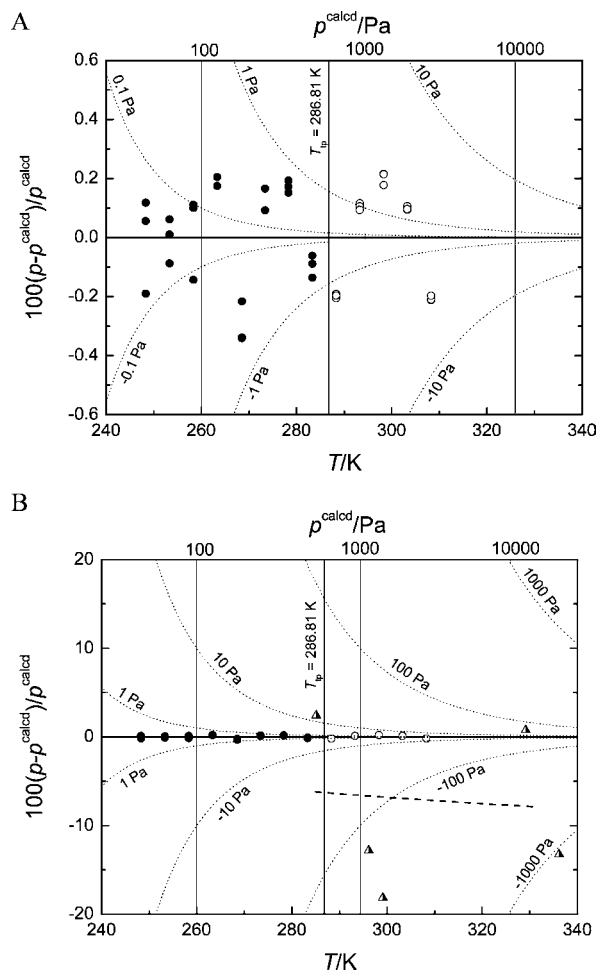 A
p^calcd/Pa
100 1000 10000
0.6
0.4
0.2
0.0
-0.2
-0.4
-0.6
100(p-p^calcd)/p^calcd
0.1 Pa
1 Pa
T_tp = 286.81 K
10 Pa
-0.1 Pa
-1 Pa
-10 Pa
240 260 280 300 320 340
T/K
B
p^calcd/Pa
100 1000 10000
20
10
0
-10
-20
100(p-p^calcd)/p^calcd
1 Pa
10 Pa
T_tp = 286.81 K
100 Pa
1000 Pa
1 Pa
-10 Pa
-100 Pa
-1000 Pa
240 260 280 300 320 340
T/K